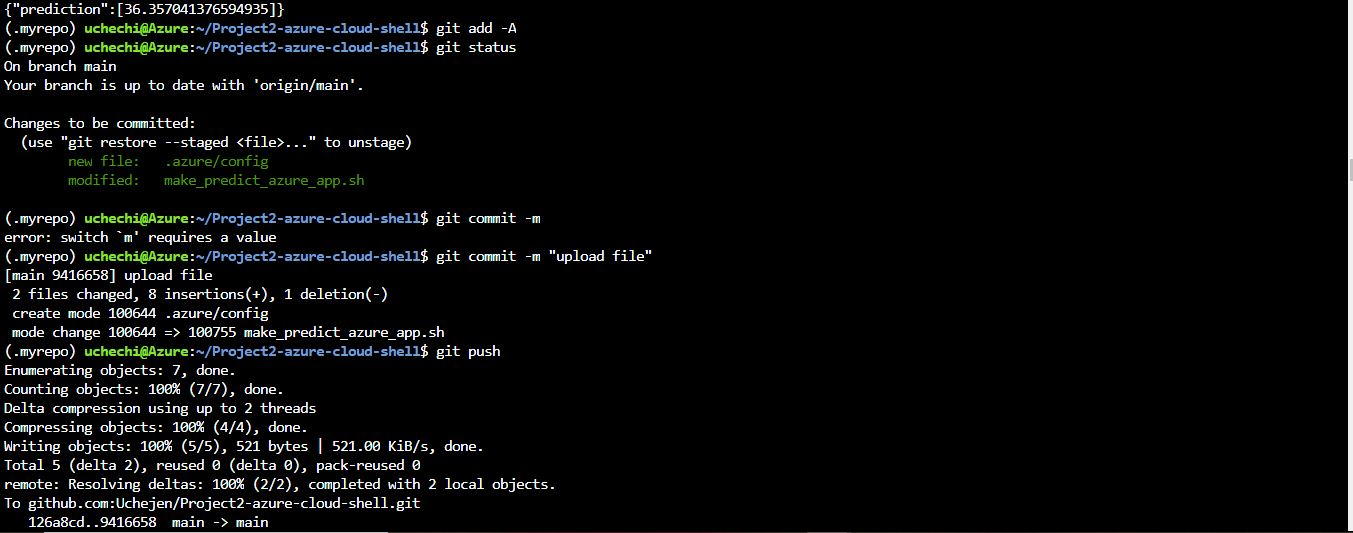 {"prediction":[36.357041376594935]}
(.myrepo) uchechi@Azure:~/Project2-azure-cloud-shell$ git add -A
(.myrepo) uchechi@Azure:~/Project2-azure-cloud-shell$ git status
On branch main
Your branch is up to date with 'origin/main'.

Changes to be committed:
  (use "git restore --staged <file>..." to unstage)
        new file:   .azure/config
        modified:   make_predict_azure_app.sh

(.myrepo) uchechi@Azure:~/Project2-azure-cloud-shell$ git commit -m
error: switch `m' requires a value
(.myrepo) uchechi@Azure:~/Project2-azure-cloud-shell$ git commit -m "upload file"
[main 9416658] upload file
 2 files changed, 8 insertions(+), 1 deletion(-)
 create mode 100644 .azure/config
 mode change 100644 => 100755 make_predict_azure_app.sh
(.myrepo) uchechi@Azure:~/Project2-azure-cloud-shell$ git push
Enumerating objects: 7, done.
Counting objects: 100% (7/7), done.
Delta compression using up to 2 threads
Compressing objects: 100% (4/4), done.
Writing objects: 100% (5/5), 521 bytes | 521.00 KiB/s, done.
Total 5 (delta 2), reused 0 (delta 0), pack-reused 0
remote: Resolving deltas: 100% (2/2), completed with 2 local objects.
To github.com:Uchejen/Project2-azure-cloud-shell.git
   126a8cd..9416658  main -> main